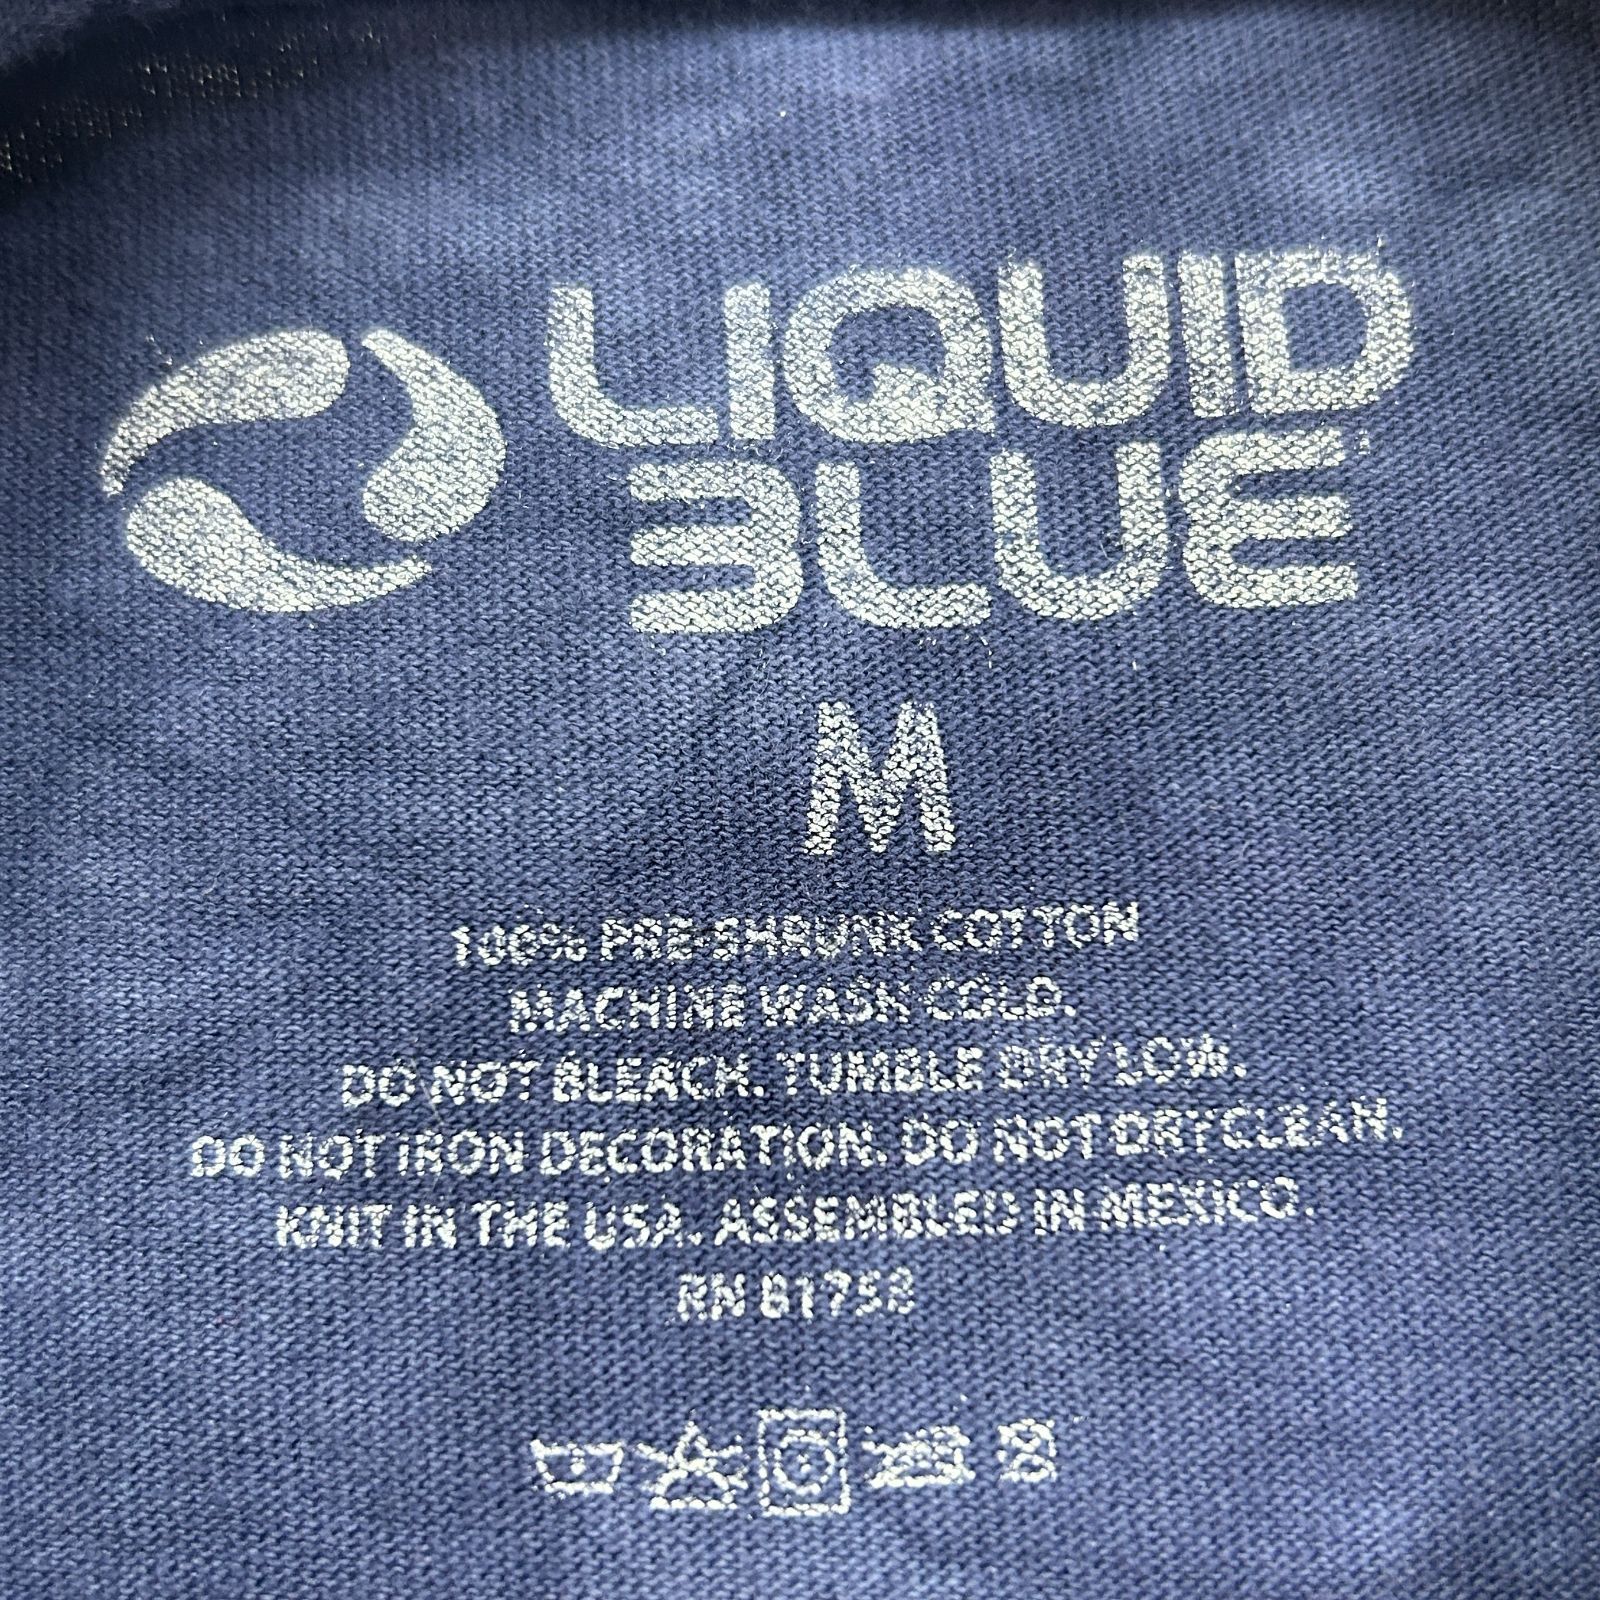 LIQUID
BLUE
M
100% PRE-SHRUNK COTTON
MACHINE WASH COLD.
DO NOT BLEACH. TUMBLE DRY LOW.
DO NOT IRON DECORATION. DO NOT DRY CLEAN.
KNIT IN THE USA. ASSEMBLED IN MEXICO.
RN 81758